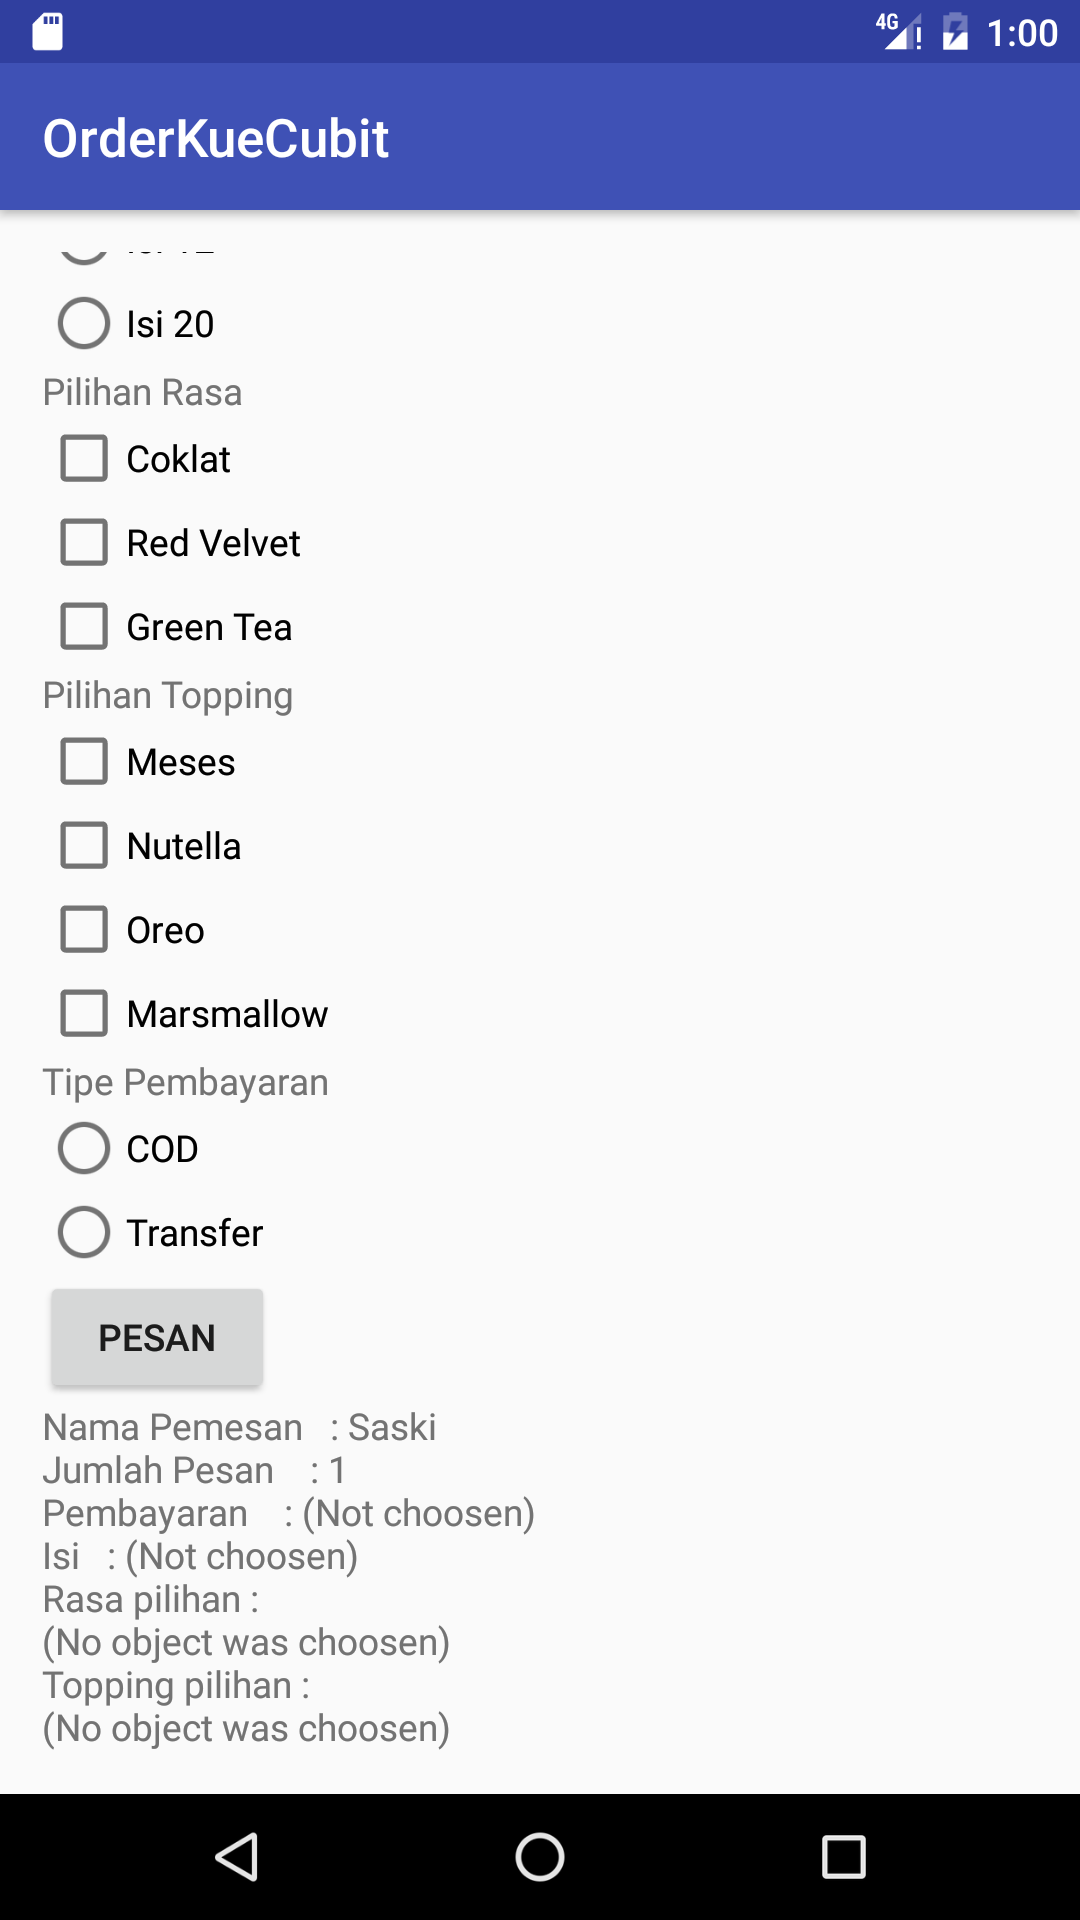 4G 1:00
OrderKueCubit
Isi 20
Pilihan Rasa
Coklat
Red Velvet
Green Tea
Pilihan Topping
Meses
Nutella
Oreo
Marsmallow
Tipe Pembayaran
COD
Transfer
PESAN
Nama Pemesan : Saski
Jumlah Pesan : 1
Pembayaran : (Not choosen)
Isi : (Not choosen)
Rasa pilihan :
(No object was choosen)
Topping pilihan :
(No object was choosen)